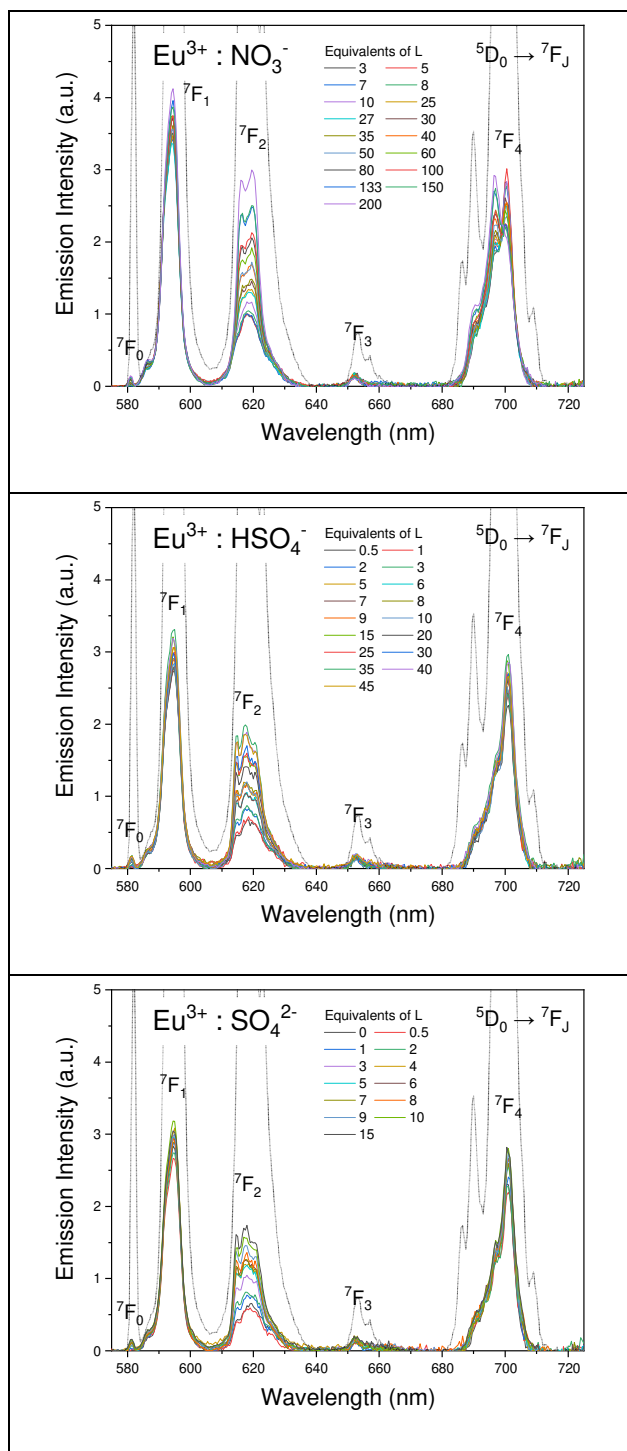 Eu³⁺ : NO₃⁻
⁵D₀ → ⁷F_J
Equivalents of L
3 5
7 8
10 25
27 30
35 40
50 60
80 100
133 150
200
⁷F₀
⁷F₁
⁷F₂
⁷F₃
⁷F₄
5
4
3
2
1
0
Emission Intensity (a.u.)
580 600 620 640 660 680 700 720
Wavelength (nm)
Eu³⁺ : HSO₄⁻
⁵D₀ → ⁷F_J
Equivalents of L
0.5 1
2 3
5 6
7 8
9 10
15 20
25 30
35 40
45
⁷F₀
⁷F₁
⁷F₂
⁷F₃
⁷F₄
5
4
3
2
1
0
Emission Intensity (a.u.)
580 600 620 640 660 680 700 720
Wavelength (nm)
Eu³⁺ : SO₄²⁻
⁵D₀ → ⁷F_J
Equivalents of L
0 0.5
1 2
3 4
5 6
7 8
9 10
15
⁷F₀
⁷F₁
⁷F₂
⁷F₃
⁷F₄
5
4
3
2
1
0
Emission Intensity (a.u.)
580 600 620 640 660 680 700 720
Wavelength (nm)